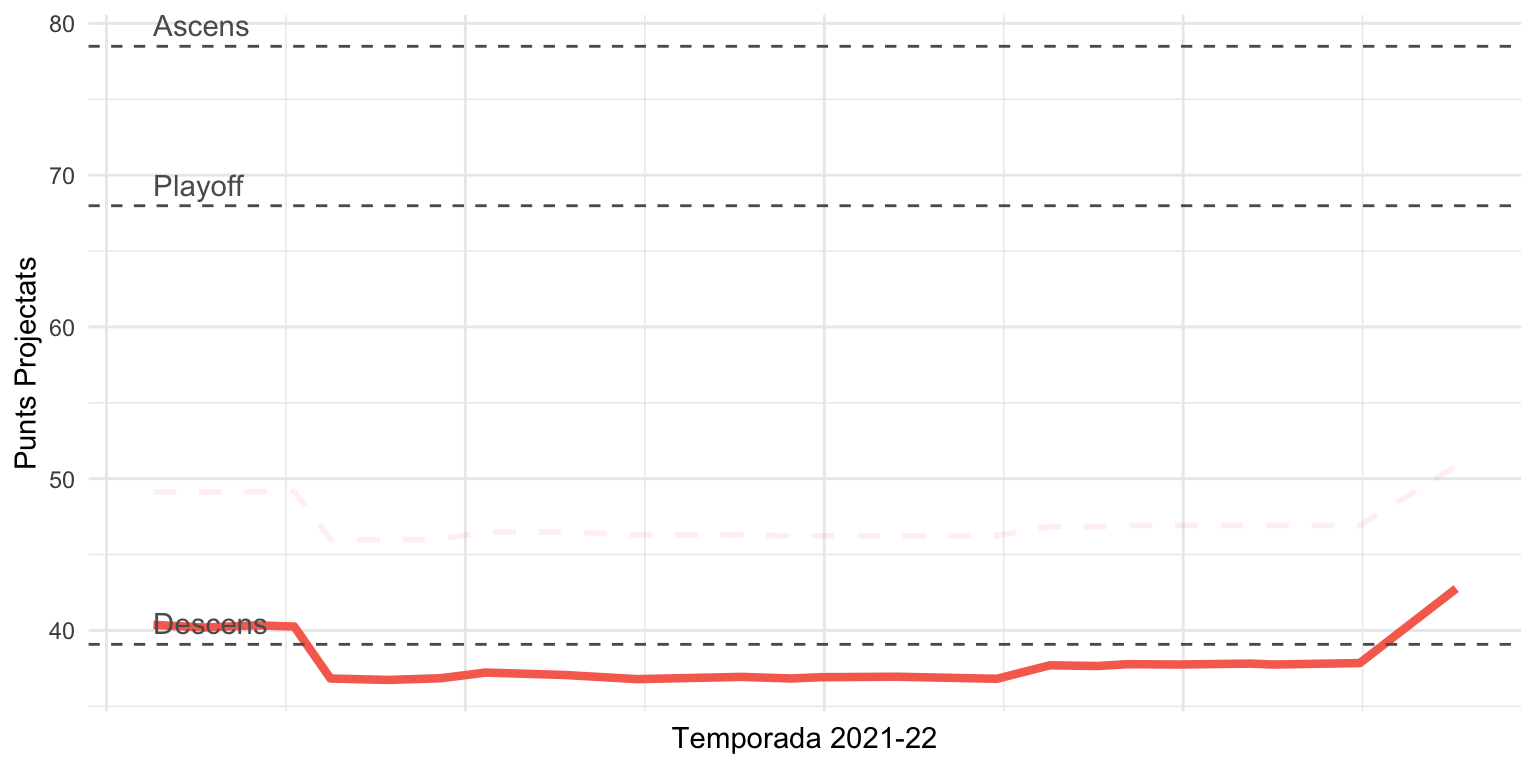 80
Ascens
70
Playoff
60
Punts Projectats
50
Descens
40
Temporada 2021-22